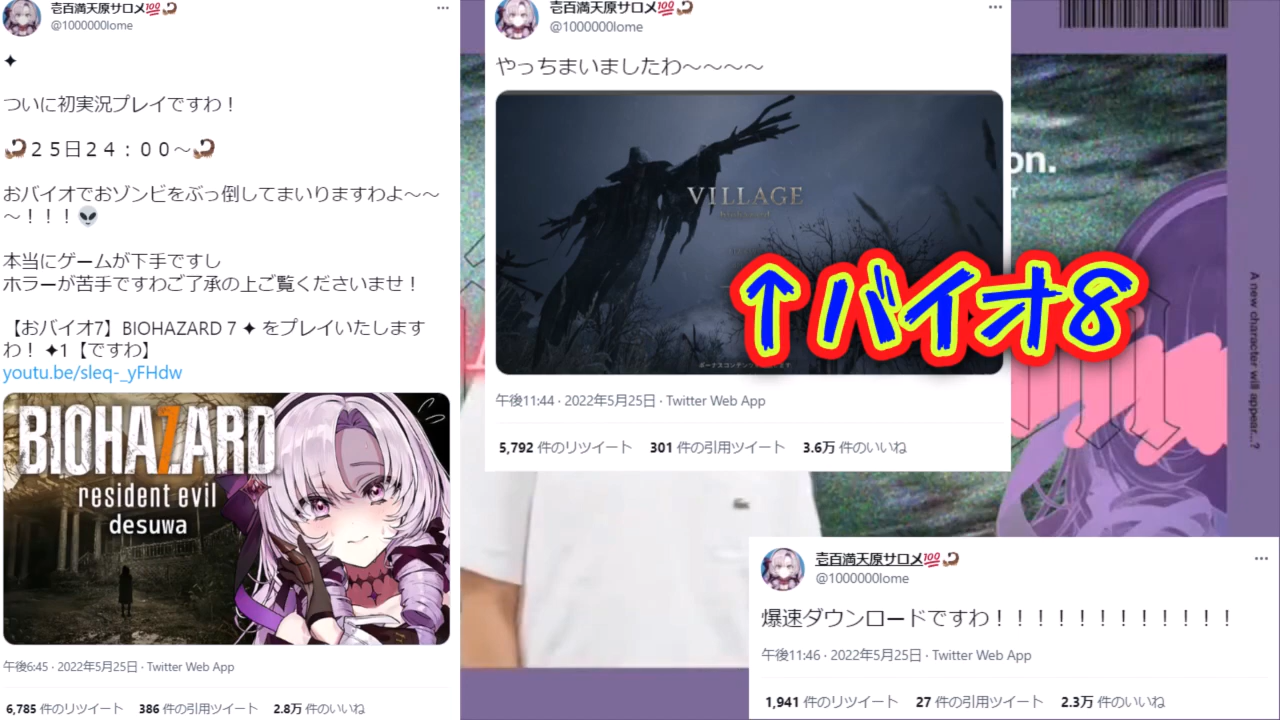 壱百満天原サロメ💯🦐
@1000000lome
✦
ついに初実況プレイですわ！
🦐２５日２４：００～🦐
おバイオでおゾンビをぶっ倒してまいりますわよ～～
～！！！👽
本当にゲームが下手ですし
ホラーが苦手ですわご了承の上ご覧くださいませ！
【おバイオ7】BIOHAZARD 7 ✦ をプレイいたします
わ！ ✦1【ですわ】
youtu.be/sleq-_yFHdw
BIOHAZARD
resident evil
desuwa
午後6:45 · 2022年5月25日 · Twitter Web App
6,785 件のリツイート 386 件の引用ツイート 2.8万 件のいいね
壱百満天原サロメ💯🦐
@1000000lome
やっちまいましたわ～～～～
VILLAGE
↑バイオ8
午後11:44 · 2022年5月25日 · Twitter Web App
5,792 件のリツイート 301 件の引用ツイート 3.6万 件のいいね
on.
A new character will appear...?
壱百満天原サロメ💯🦐
@1000000lome
爆速ダウンロードですわ！！！！！！！！！！！！
午後11:46 · 2022年5月25日 · Twitter Web App
1,941 件のリツイート 27 件の引用ツイート 2.3万 件のいいね